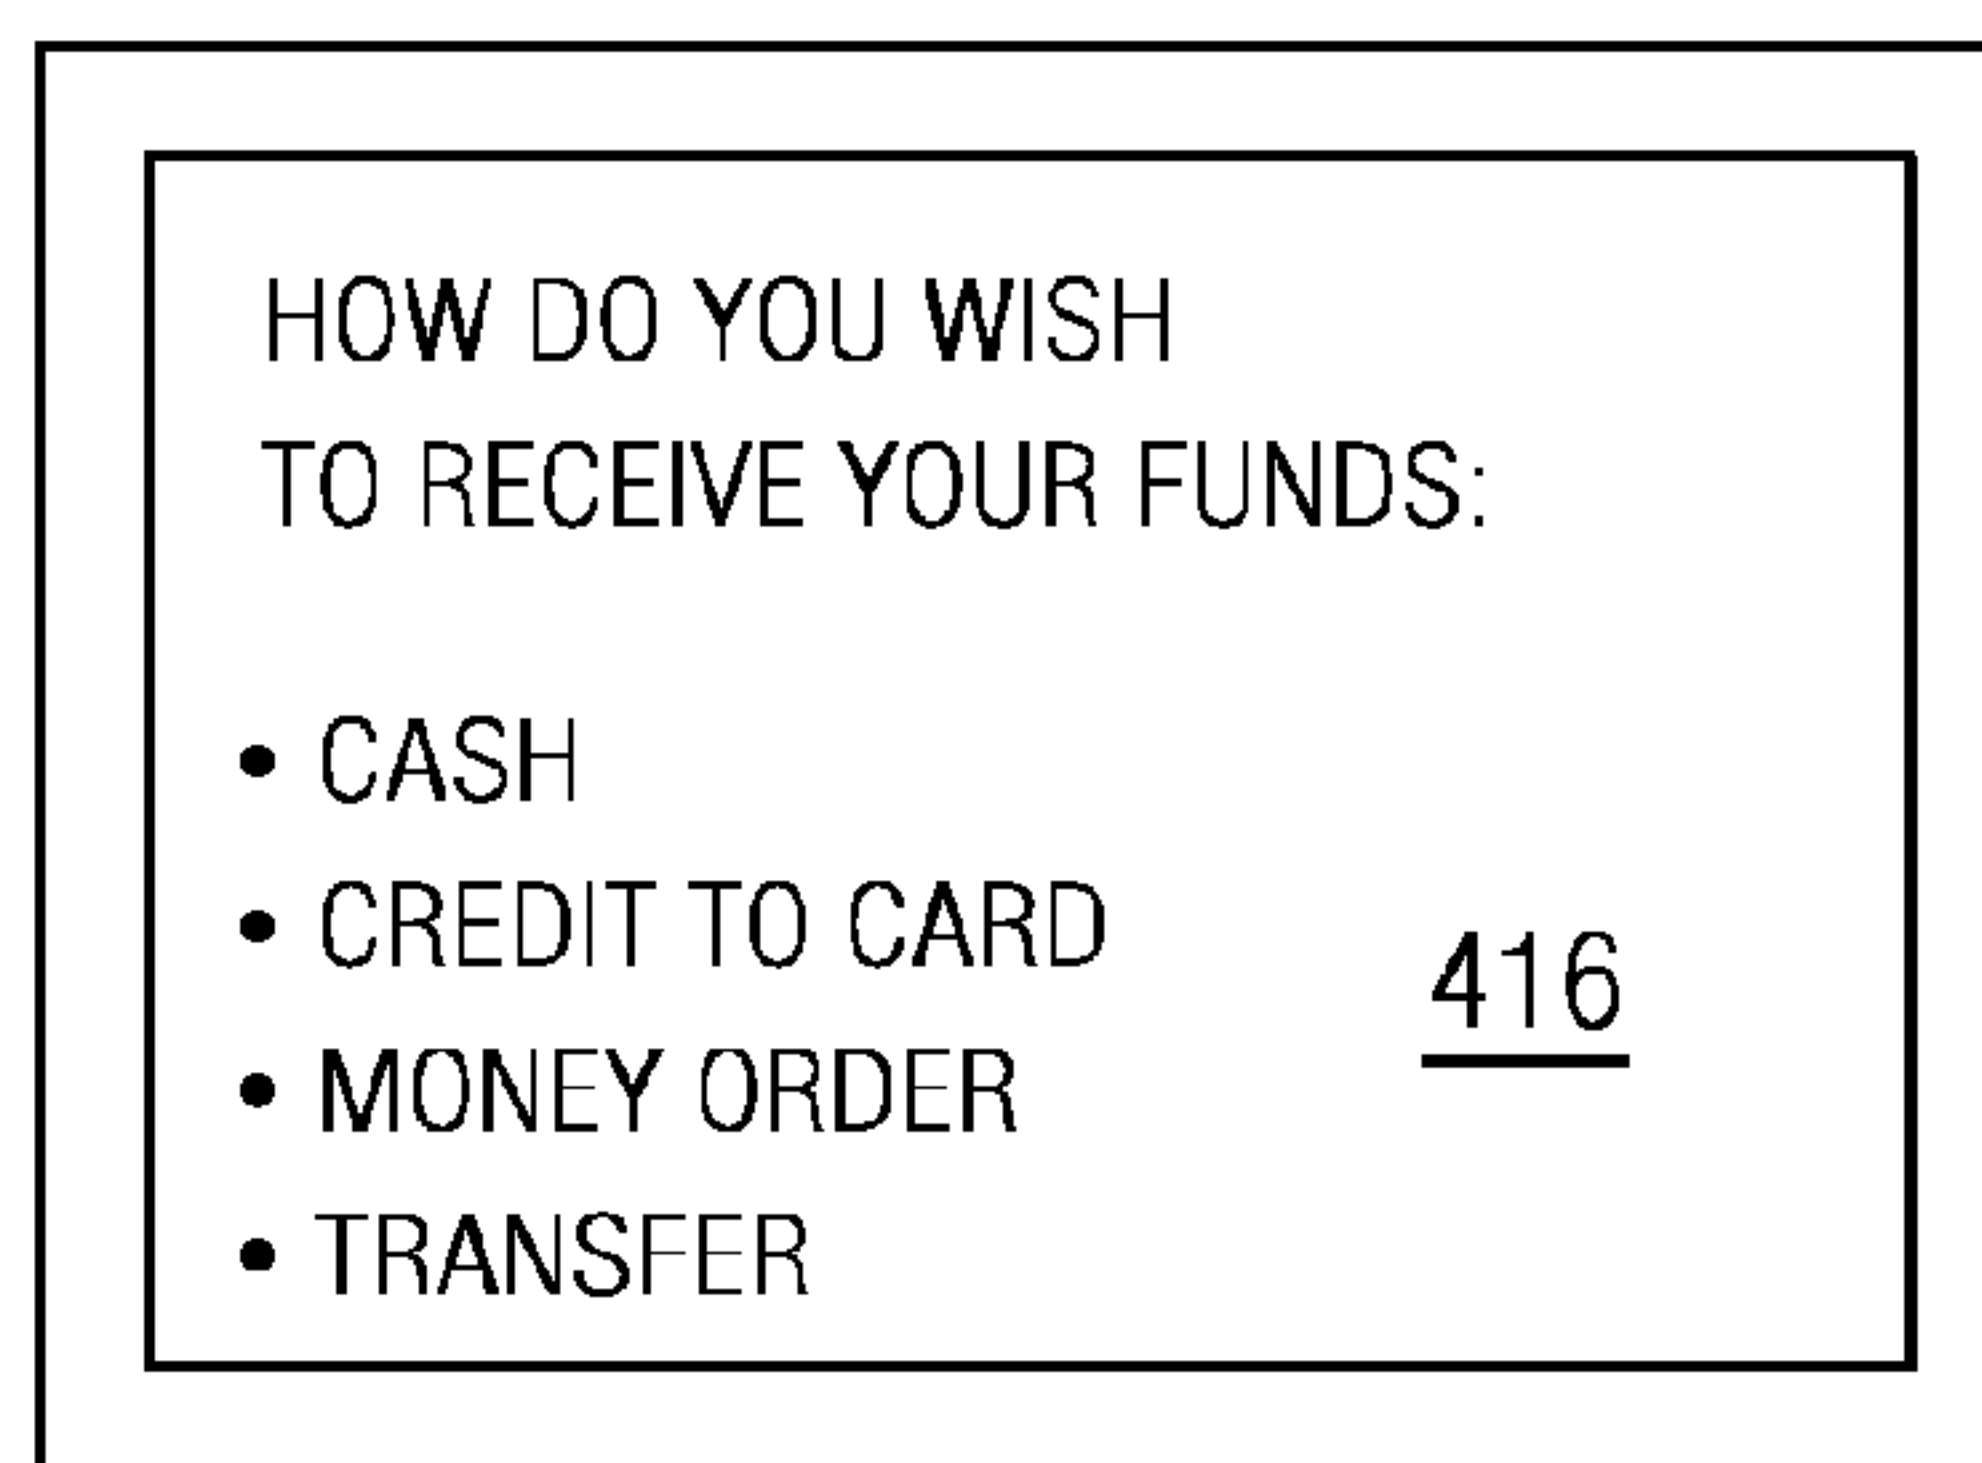 HOW DO YOU WISH
TO RECEIVE YOUR FUNDS:
• CASH
• CREDIT TO CARD
• MONEY ORDER
• TRANSFER
416